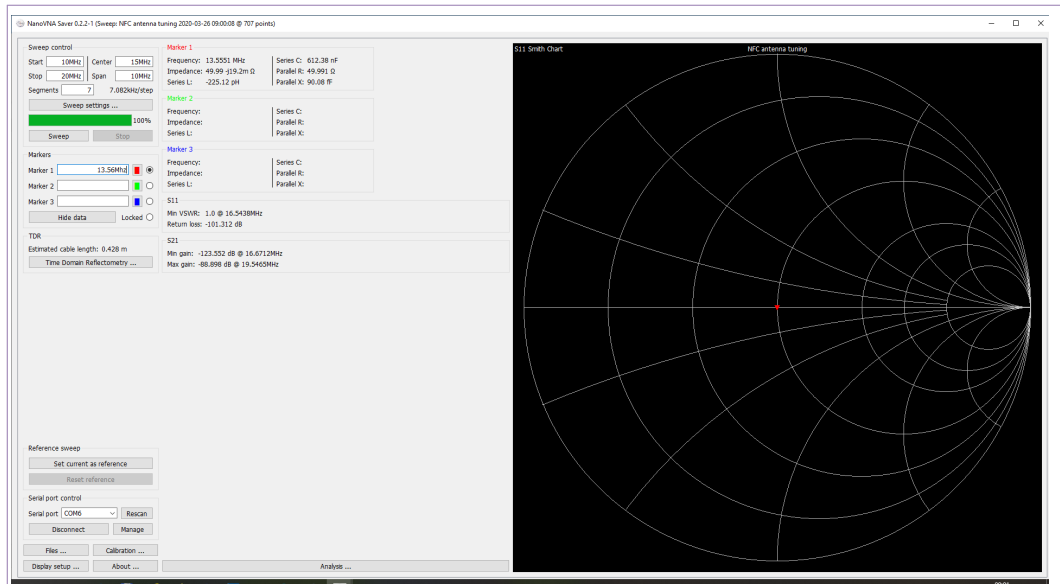 NanoVNA Saver 0.2.2-1 (Sweep: NFC antenna tuning 2020-03-26 09:00:08 @ 707 points)
Sweep control
Start 10MHz Center 15MHz
Stop 20MHz Span 10MHz
Segments 7 7.082kHz/step
Sweep settings ...
100%
Sweep Stop
Markers
Marker 1 13.56Mhz
Marker 2
Marker 3
Hide data Locked
TDR
Estimated cable length: 0.428 m
Time Domain Reflectometry ...
Reference sweep
Set current as reference
Reset reference
Serial port control
Serial port COM6 Rescan
Disconnect Manage
Files ... Calibration ...
Display setup ... About ...
Marker 1
Frequency: 13.5551 MHz Series C: 612.38 nF
Impedance: 49.99 -j19.2m Ω Parallel R: 49.991 Ω
Series L: -225.12 pH Parallel X: 90.08 fF
Marker 2
Frequency: Series C:
Impedance: Parallel R:
Series L: Parallel X:
Marker 3
Frequency: Series C:
Impedance: Parallel R:
Series L: Parallel X:
S11
Min VSWR: 1.0 @ 16.5438MHz
Return loss: -101.312 dB
S21
Min gain: -123.552 dB @ 16.6712MHz
Max gain: -88.898 dB @ 19.5465MHz
Analysis ...
S11 Smith Chart NFC antenna tuning